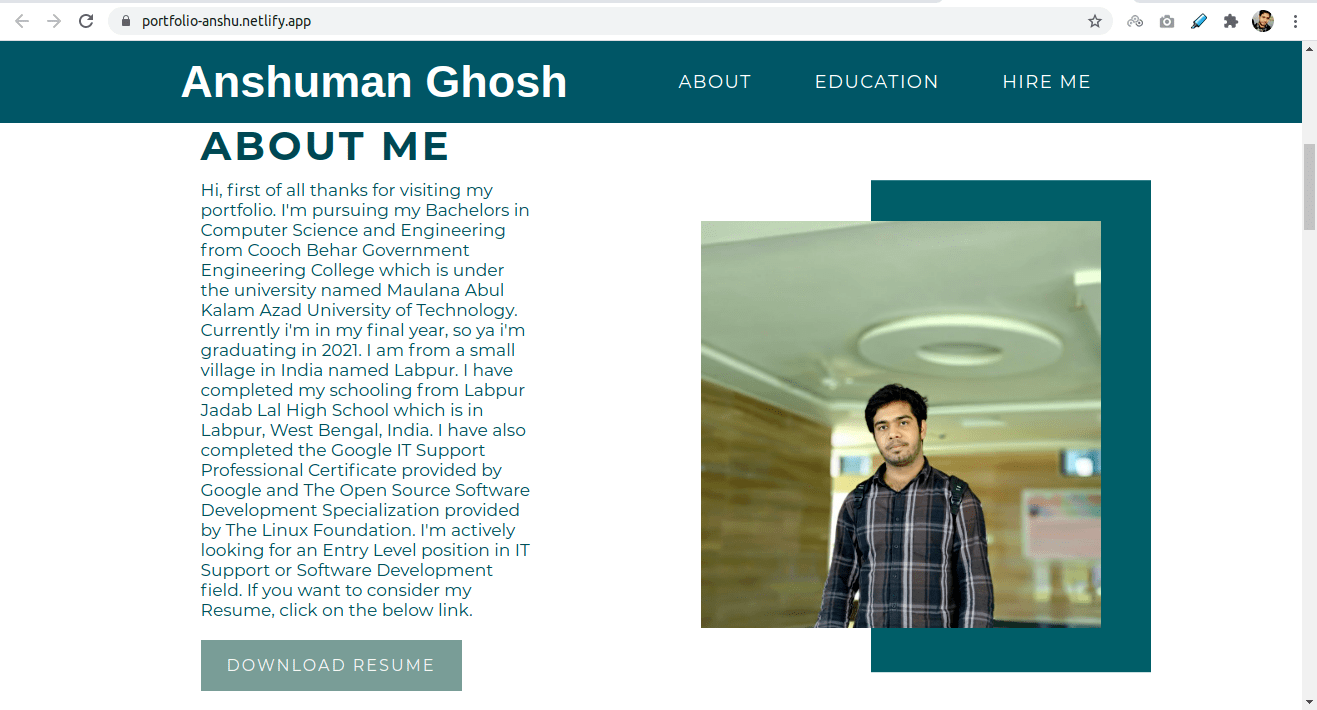 portfolio-anshu.netlify.app
Anshuman Ghosh
ABOUT
EDUCATION
HIRE ME
ABOUT ME
Hi, first of all thanks for visiting my
portfolio. I'm pursuing my Bachelors in
Computer Science and Engineering
from Cooch Behar Government
Engineering College which is under
the university named Maulana Abul
Kalam Azad University of Technology.
Currently i'm in my final year, so ya i'm
graduating in 2021. I am from a small
village in India named Labpur. I have
completed my schooling from Labpur
Jadab Lal High School which is in
Labpur, West Bengal, India. I have also
completed the Google IT Support
Professional Certificate provided by
Google and The Open Source Software
Development Specialization provided
by The Linux Foundation. I'm actively
looking for an Entry Level position in IT
Support or Software Development
field. If you want to consider my
Resume, click on the below link.
DOWNLOAD RESUME